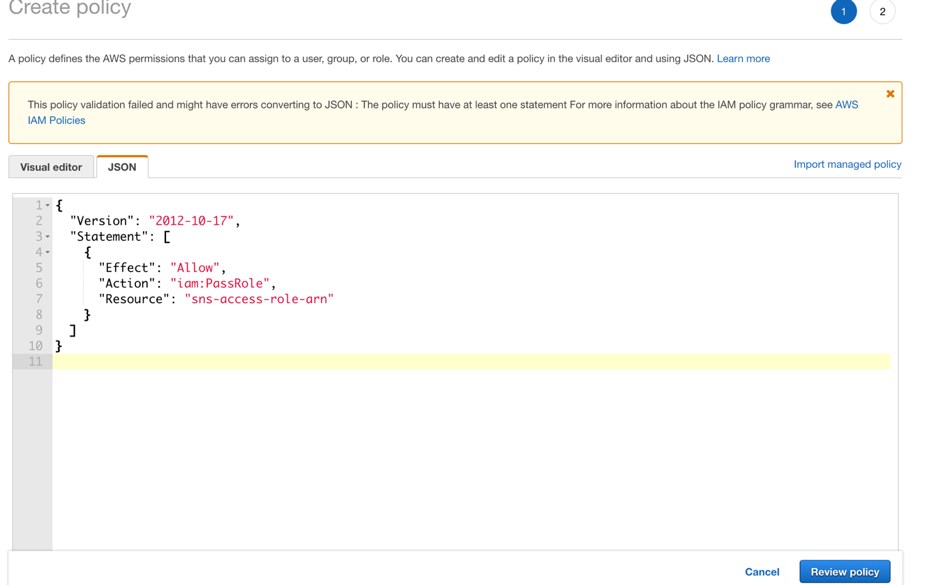 Create policy
1
2
A policy defines the AWS permissions that you can assign to a user, group, or role. You can create and edit a policy in the visual editor and using JSON. Learn more
This policy validation failed and might have errors converting to JSON : The policy must have at least one statement For more information about the IAM policy grammar, see AWS
IAM Policies
Visual editor
JSON
Import managed policy
1 {
2 "Version": "2012-10-17",
3 "Statement": [
4 {
5 "Effect": "Allow",
6 "Action": "iam:PassRole",
7 "Resource": "sns-access-role-arn"
8 }
9 ]
10 }
11
Cancel
Review policy